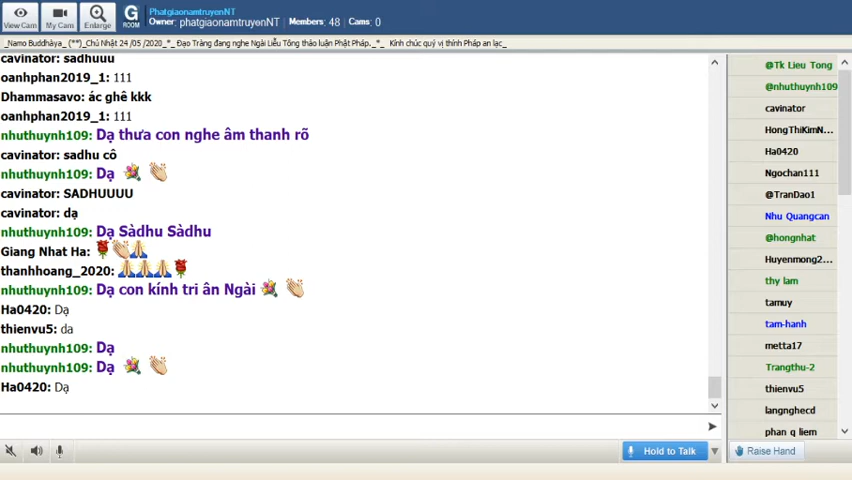 View Cam
My Cam
Enlarge
G
ROOM
PhatgiaonamtruyenNT
Owner: phatgiaonamtruyenNT Members: 48 Cams: 0
_Namo Buddhàya_ (**)_Chủ Nhật 24 /05 /2020_*_ Đạo Tràng đang nghe Ngài Liễu Tông thảo luận Phật Pháp._*_ Kính chúc quý vị thính Pháp an lạc_
cavinator: sadhuuu
oanhphan2019_1: 111
Dhammasavo: ác ghê kkk
oanhphan2019_1: 111
nhuthuynh109: Dạ thưa con nghe âm thanh rõ
cavinator: sadhu cô
nhuthuynh109: Dạ
cavinator: SADHUUUU
cavinator: dạ
nhuthuynh109: Dạ Sàdhu Sàdhu
Giang Nhat Ha:
thanhhoang_2020:
nhuthuynh109: Dạ con kính tri ân Ngài
Ha0420: Dạ
thienvu5: da
nhuthuynh109: Dạ
nhuthuynh109: Dạ
Ha0420: Dạ
@Tk Lieu Tong
@nhuthuynh109
cavinator
HongThiKimN...
Ha0420
Ngochan111
@TranDao1
Nhu Quangcan
@hongnhat
Huyenmong2...
thy lam
tamuy
tam-hanh
metta17
Trangthu-2
thienvu5
langnghecd
phan q liem
Hold to Talk
Raise Hand